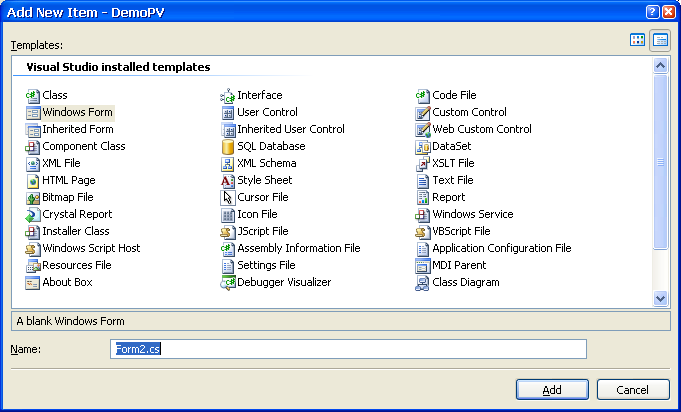 Add New Item - DemoPV
Templates:
Visual Studio installed templates
Class Interface Code File
Windows Form User Control Custom Control
Inherited Form Inherited User Control Web Custom Control
Component Class SQL Database DataSet
XML File XML Schema XSLT File
HTML Page Style Sheet Text File
Bitmap File Cursor File Report
Crystal Report Icon File Windows Service
Installer Class JScript File VBScript File
Windows Script Host Assembly Information File Application Configuration File
Resources File Settings File MDI Parent
About Box Debugger Visualizer Class Diagram
A blank Windows Form
Name: Form2.cs
Add Cancel